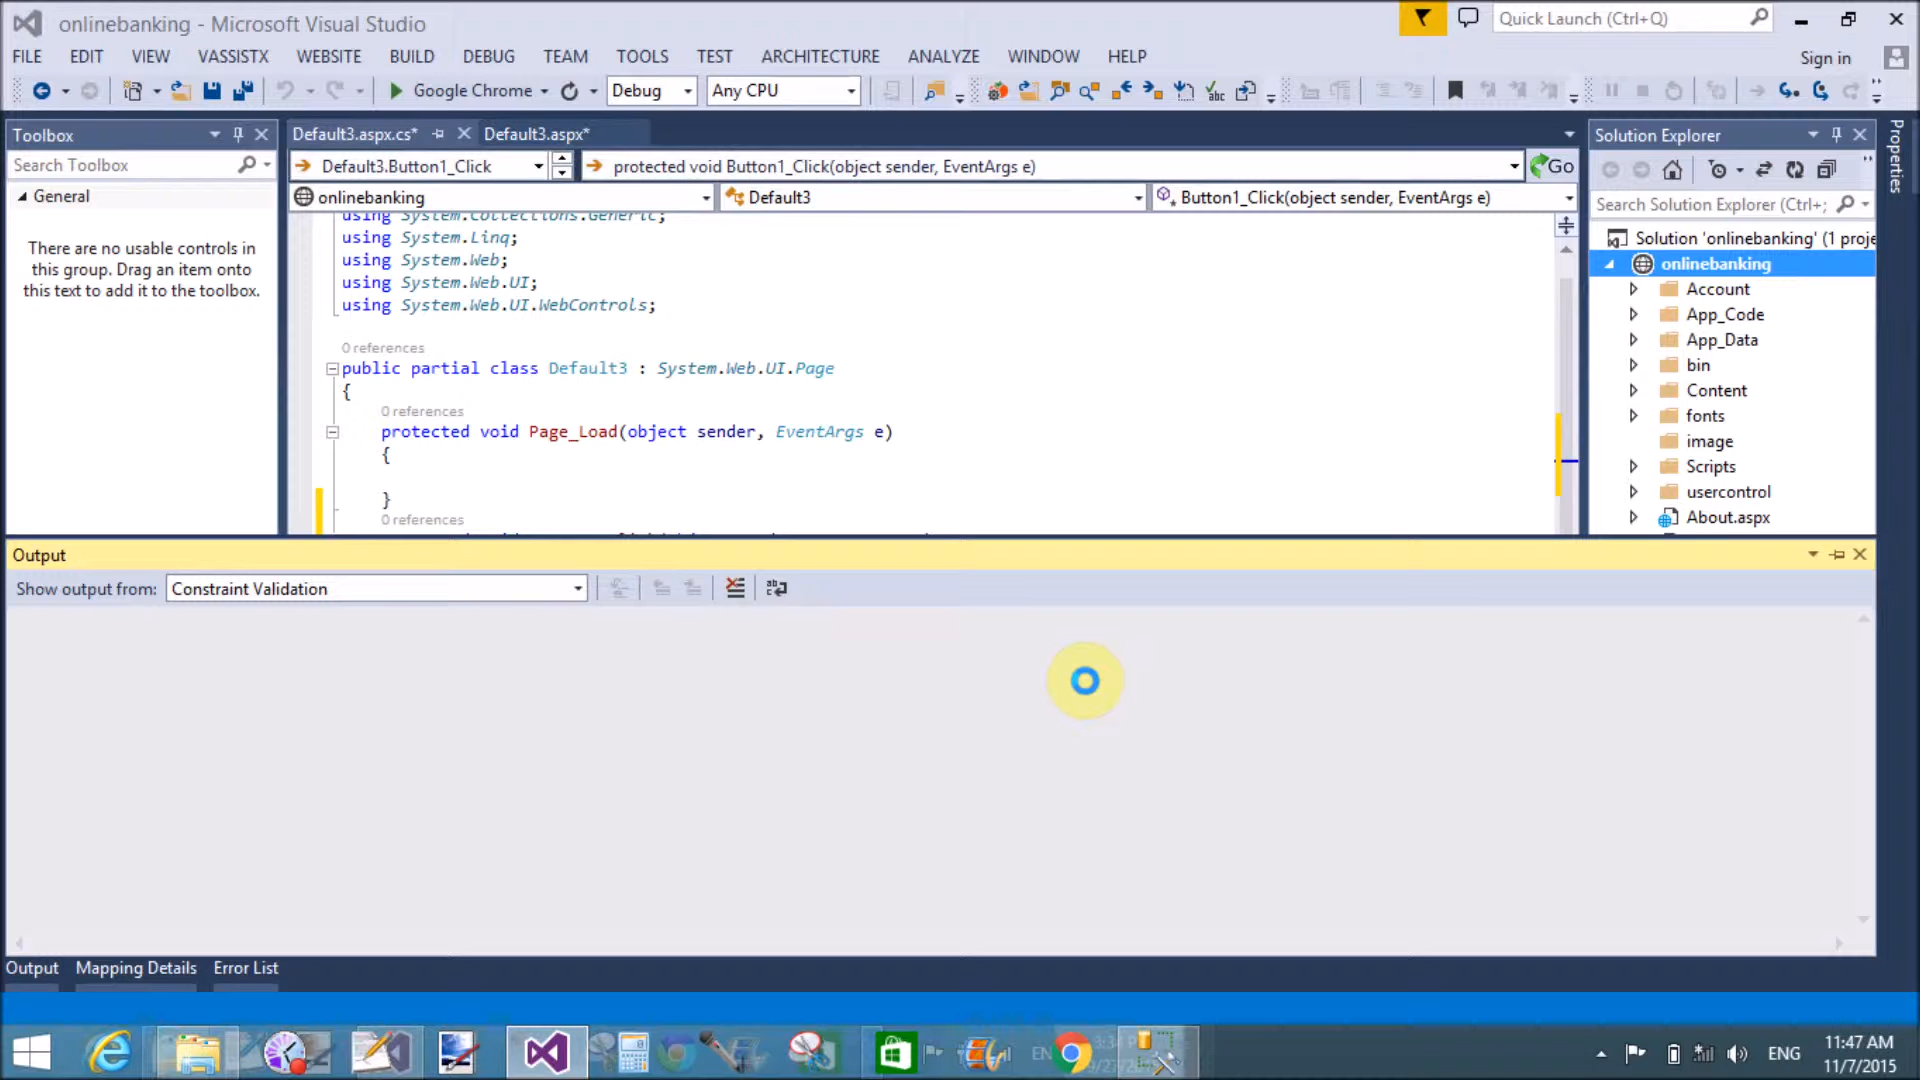 onlinebanking - Microsoft Visual Studio
Quick Launch (Ctrl+Q)
FILE EDIT VIEW VASSISTX WEBSITE BUILD DEBUG TEAM TOOLS TEST ARCHITECTURE ANALYZE WINDOW HELP
Sign in
Google Chrome Debug Any CPU
Toolbox
Search Toolbox
General
There are no usable controls in
this group. Drag an item onto
this text to add it to the toolbox.
Default3.aspx.cs* Default3.aspx*
Default3.Button1_Click protected void Button1_Click(object sender, EventArgs e) Go
onlinebanking Default3 Button1_Click(object sender, EventArgs e)
using System.Collections.Generic;
using System.Linq;
using System.Web;
using System.Web.UI;
using System.Web.UI.WebControls;
0 references
public partial class Default3 : System.Web.UI.Page
{
0 references
protected void Page_Load(object sender, EventArgs e)
{
}
0 references
Solution Explorer
Search Solution Explorer (Ctrl+;
Solution 'onlinebanking' (1 proje
onlinebanking
Account
App_Code
App_Data
bin
Content
fonts
image
Scripts
usercontrol
About.aspx
Properties
Output
Show output from: Constraint Validation
Output Mapping Details Error List
ENG
11:47 AM
11/7/2015